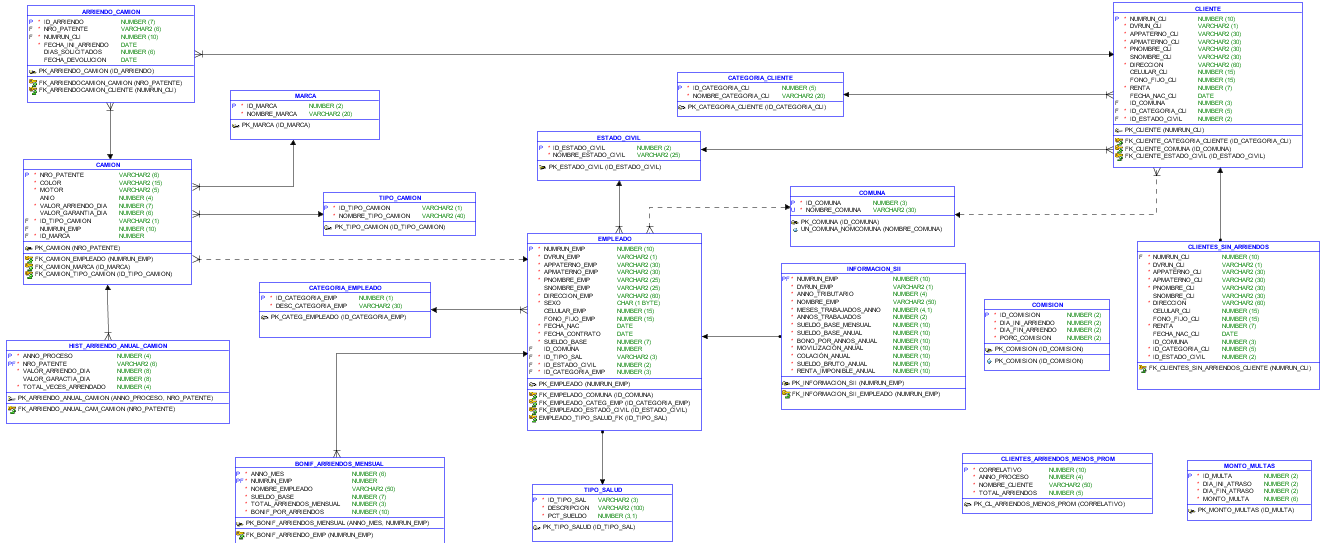 ARRIENDO_CAMION
P * ID_ARRIENDO NUMBER (7)
F * NRO_PATENTE VARCHAR2 (6)
F * NUMRUN_CLI NUMBER (10)
* FECHA_INI_ARRIENDO DATE
DIAS_SOLICITADOS NUMBER (6)
FECHA_DEVOLUCION DATE
PK_ARRIENDO_CAMION (ID_ARRIENDO)
FK_ARRIENDOCAMION_CAMION (NRO_PATENTE)
FK_ARRIENDOCAMION_CLIENTE (NUMRUN_CLI)
CLIENTE
P * NUMRUN_CLI NUMBER (10)
* DVRUN_CLI VARCHAR2 (1)
* APPATERNO_CLI VARCHAR2 (30)
* APMATERNO_CLI VARCHAR2 (30)
* PNOMBRE_CLI VARCHAR2 (30)
SNOMBRE_CLI VARCHAR2 (30)
* DIRECCION VARCHAR2 (60)
CELULAR_CLI NUMBER (15)
FONO_FIJO_CLI NUMBER (15)
* RENTA NUMBER (7)
FECHA_NAC_CLI DATE
F ID_COMUNA NUMBER (3)
F * ID_CATEGORIA_CLI NUMBER (5)
F * ID_ESTADO_CIVIL NUMBER (2)
PK_CLIENTE (NUMRUN_CLI)
FK_CLIENTE_CATEGORIA_CLIENTE (ID_CATEGORIA_CLI)
FK_CLIENTE_COMUNA (ID_COMUNA)
FK_CLIENTE_ESTADO_CIVIL (ID_ESTADO_CIVIL)
CATEGORIA_CLIENTE
P * ID_CATEGORIA_CLI NUMBER (5)
* NOMBRE_CATEGORIA_CLI VARCHAR2 (20)
PK_CATEGORIA_CLIENTE (ID_CATEGORIA_CLI)
MARCA
P * ID_MARCA NUMBER (2)
* NOMBRE_MARCA VARCHAR2 (20)
PK_MARCA (ID_MARCA)
ESTADO_CIVIL
P * ID_ESTADO_CIVIL NUMBER (2)
* NOMBRE_ESTADO_CIVIL VARCHAR2 (25)
PK_ESTADO_CIVIL (ID_ESTADO_CIVIL)
CAMION
P * NRO_PATENTE VARCHAR2 (6)
* COLOR VARCHAR2 (15)
* MOTOR VARCHAR2 (5)
ANIO NUMBER (4)
* VALOR_ARRIENDO_DIA NUMBER (7)
VALOR_GARANTIA_DIA NUMBER (6)
F * ID_TIPO_CAMION VARCHAR2 (1)
F NUMRUN_EMP NUMBER (10)
F * ID_MARCA NUMBER
PK_CAMION (NRO_PATENTE)
FK_CAMION_EMPLEADO (NUMRUN_EMP)
FK_CAMION_MARCA (ID_MARCA)
FK_CAMION_TIPO_CAMION (ID_TIPO_CAMION)
TIPO_CAMION
P * ID_TIPO_CAMION VARCHAR2 (1)
* NOMBRE_TIPO_CAMION VARCHAR2 (40)
PK_TIPO_CAMION (ID_TIPO_CAMION)
COMUNA
P * ID_COMUNA NUMBER (3)
U * NOMBRE_COMUNA VARCHAR2 (30)
PK_COMUNA (ID_COMUNA)
UN_COMUNA_NOMCOMUNA (NOMBRE_COMUNA)
EMPLEADO
P * NUMRUN_EMP NUMBER (10)
* DVRUN_EMP VARCHAR2 (1)
* APPATERNO_EMP VARCHAR2 (30)
* APMATERNO_EMP VARCHAR2 (30)
* PNOMBRE_EMP VARCHAR2 (25)
SNOMBRE_EMP VARCHAR2 (25)
* DIRECCION_EMP VARCHAR2 (60)
* SEXO CHAR (1 BYTE)
CELULAR_EMP NUMBER (15)
FONO_FIJO_EMP NUMBER (15)
* FECHA_NAC DATE
* FECHA_CONTRATO DATE
* SUELDO_BASE NUMBER (7)
F ID_COMUNA NUMBER
F * ID_TIPO_SAL VARCHAR2 (3)
F * ID_ESTADO_CIVIL NUMBER (2)
F * ID_CATEGORIA_EMP NUMBER (3)
PK_EMPLEADO (NUMRUN_EMP)
FK_EMPELADO_COMUNA (ID_COMUNA)
FK_EMPLEADO_CATEG_EMP (ID_CATEGORIA_EMP)
FK_EMPLEADO_ESTADO_CIVIL (ID_ESTADO_CIVIL)
EMPLEADO_TIPO_SALUD_FK (ID_TIPO_SAL)
CLIENTES_SIN_ARRIENDOS
F * NUMRUN_CLI NUMBER (10)
* DVRUN_CLI VARCHAR2 (1)
* APPATERNO_CLI VARCHAR2 (30)
* APMATERNO_CLI VARCHAR2 (30)
* PNOMBRE_CLI VARCHAR2 (30)
SNOMBRE_CLI VARCHAR2 (30)
* DIRECCION VARCHAR2 (60)
CELULAR_CLI NUMBER (15)
FONO_FIJO_CLI NUMBER (15)
* RENTA NUMBER (7)
FECHA_NAC_CLI DATE
ID_COMUNA NUMBER (3)
* ID_CATEGORIA_CLI NUMBER (5)
* ID_ESTADO_CIVIL NUMBER (2)
FK_CLIENTES_SIN_ARRIENDOS_CLIENTE (NUMRUN_CLI)
INFORMACION_SII
PF * NUMRUN_EMP NUMBER (10)
* DVRUN_EMP VARCHAR2 (1)
* ANNO_TRIBUTARIO NUMBER (4)
* NOMBRE_EMP VARCHAR2 (50)
* MESES_TRABAJADOS_ANNO NUMBER (4,1)
* ANNOS_TRABAJADOS NUMBER (2)
* SUELDO_BASE_MENSUAL NUMBER (10)
* SUELDO_BASE_ANUAL NUMBER (10)
* BONO_POR_ANNOS_ANUAL NUMBER (10)
* MOVILIZACIÓN_ANUAL NUMBER (10)
* COLACIÓN_ANUAL NUMBER (10)
* SUELDO_BRUTO_ANUAL NUMBER (10)
* RENTA_IMPONIBLE_ANUAL NUMBER (10)
PK_INFORMACION_SII (NUMRUN_EMP)
FK_INFORMACION_SII_EMPLEADO (NUMRUN_EMP)
CATEGORIA_EMPLEADO
P * ID_CATEGORIA_EMP NUMBER (1)
* DESC_CATEGORIA_EMP VARCHAR2 (30)
PK_CATEG_EMPLEADO (ID_CATEGORIA_EMP)
COMISION
P * ID_COMISION NUMBER (2)
* DIA_INI_ARRIENDO NUMBER (2)
* DIA_FIN_ARRIENDO NUMBER (2)
* PORC_COMISION NUMBER (2)
PK_COMISION (ID_COMISION)
PK_COMISION (ID_COMISION)
HIST_ARRIENDO_ANUAL_CAMION
P * ANNO_PROCESO NUMBER (4)
PF * NRO_PATENTE VARCHAR2 (6)
* VALOR_ARRIENDO_DIA NUMBER (8)
VALOR_GARACTIA_DIA NUMBER (8)
* TOTAL_VECES_ARRENDADO NUMBER (4)
PK_ARRIENDO_ANUAL_CAMION (ANNO_PROCESO, NRO_PATENTE)
FK_ARRIENDO_ANUAL_CAM_CAMION (NRO_PATENTE)
BONIF_ARRIENDOS_MENSUAL
P * ANNO_MES NUMBER (6)
PF * NUMRUN_EMP NUMBER
* NOMBRE_EMPLEADO VARCHAR2 (50)
* SUELDO_BASE NUMBER (7)
* TOTAL_ARRIENDOS_MENSUAL NUMBER (3)
* BONIF_POR_ARRIENDOS NUMBER (10)
PK_BONIF_ARRIENDOS_MENSUAL (ANNO_MES, NUMRUN_EMP)
FK_BONIF_ARRIENDO_EMP (NUMRUN_EMP)
TIPO_SALUD
P * ID_TIPO_SAL VARCHAR2 (3)
* DESCRIPCION VARCHAR2 (100)
* PCT_SUELDO NUMBER (3,1)
PK_TIPO_SALUD (ID_TIPO_SAL)
CLIENTES_ARRIENDOS_MENOS_PROM
P * CORRELATIVO NUMBER (10)
* ANNO_PROCESO NUMBER (4)
* NOMBRE_CLIENTE VARCHAR2 (50)
* TOTAL_ARRIENDOS NUMBER (5)
PK_CL_ARRIENDOS_MENOS_PROM (CORRELATIVO)
MONTO_MULTAS
P * ID_MULTA NUMBER (2)
* DIA_INI_ATRASO NUMBER (2)
* DIA_FIN_ATRASO NUMBER (2)
* MONTO_MULTA NUMBER (6)
PK_MONTO_MULTAS (ID_MULTA)